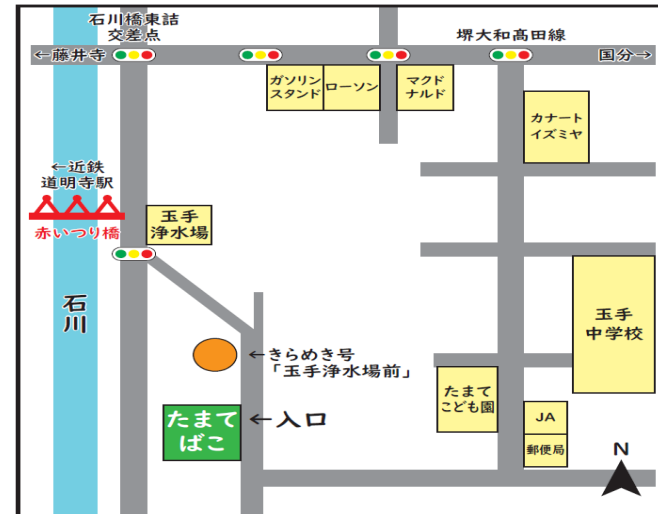 石川橋東詰
交差点
←藤井寺
堺大和髙田線
国分→
ガソリン
スタンド
ローソン
マクド
ナルド
カナート
イズミヤ
←近鉄
道明寺駅
赤いつり橋
玉手
浄水場
石川
玉手
中学校
←きらめき号
「玉手浄水場前」
たまて
こども園
たまて
ばこ
←入口
JA
郵便局
N